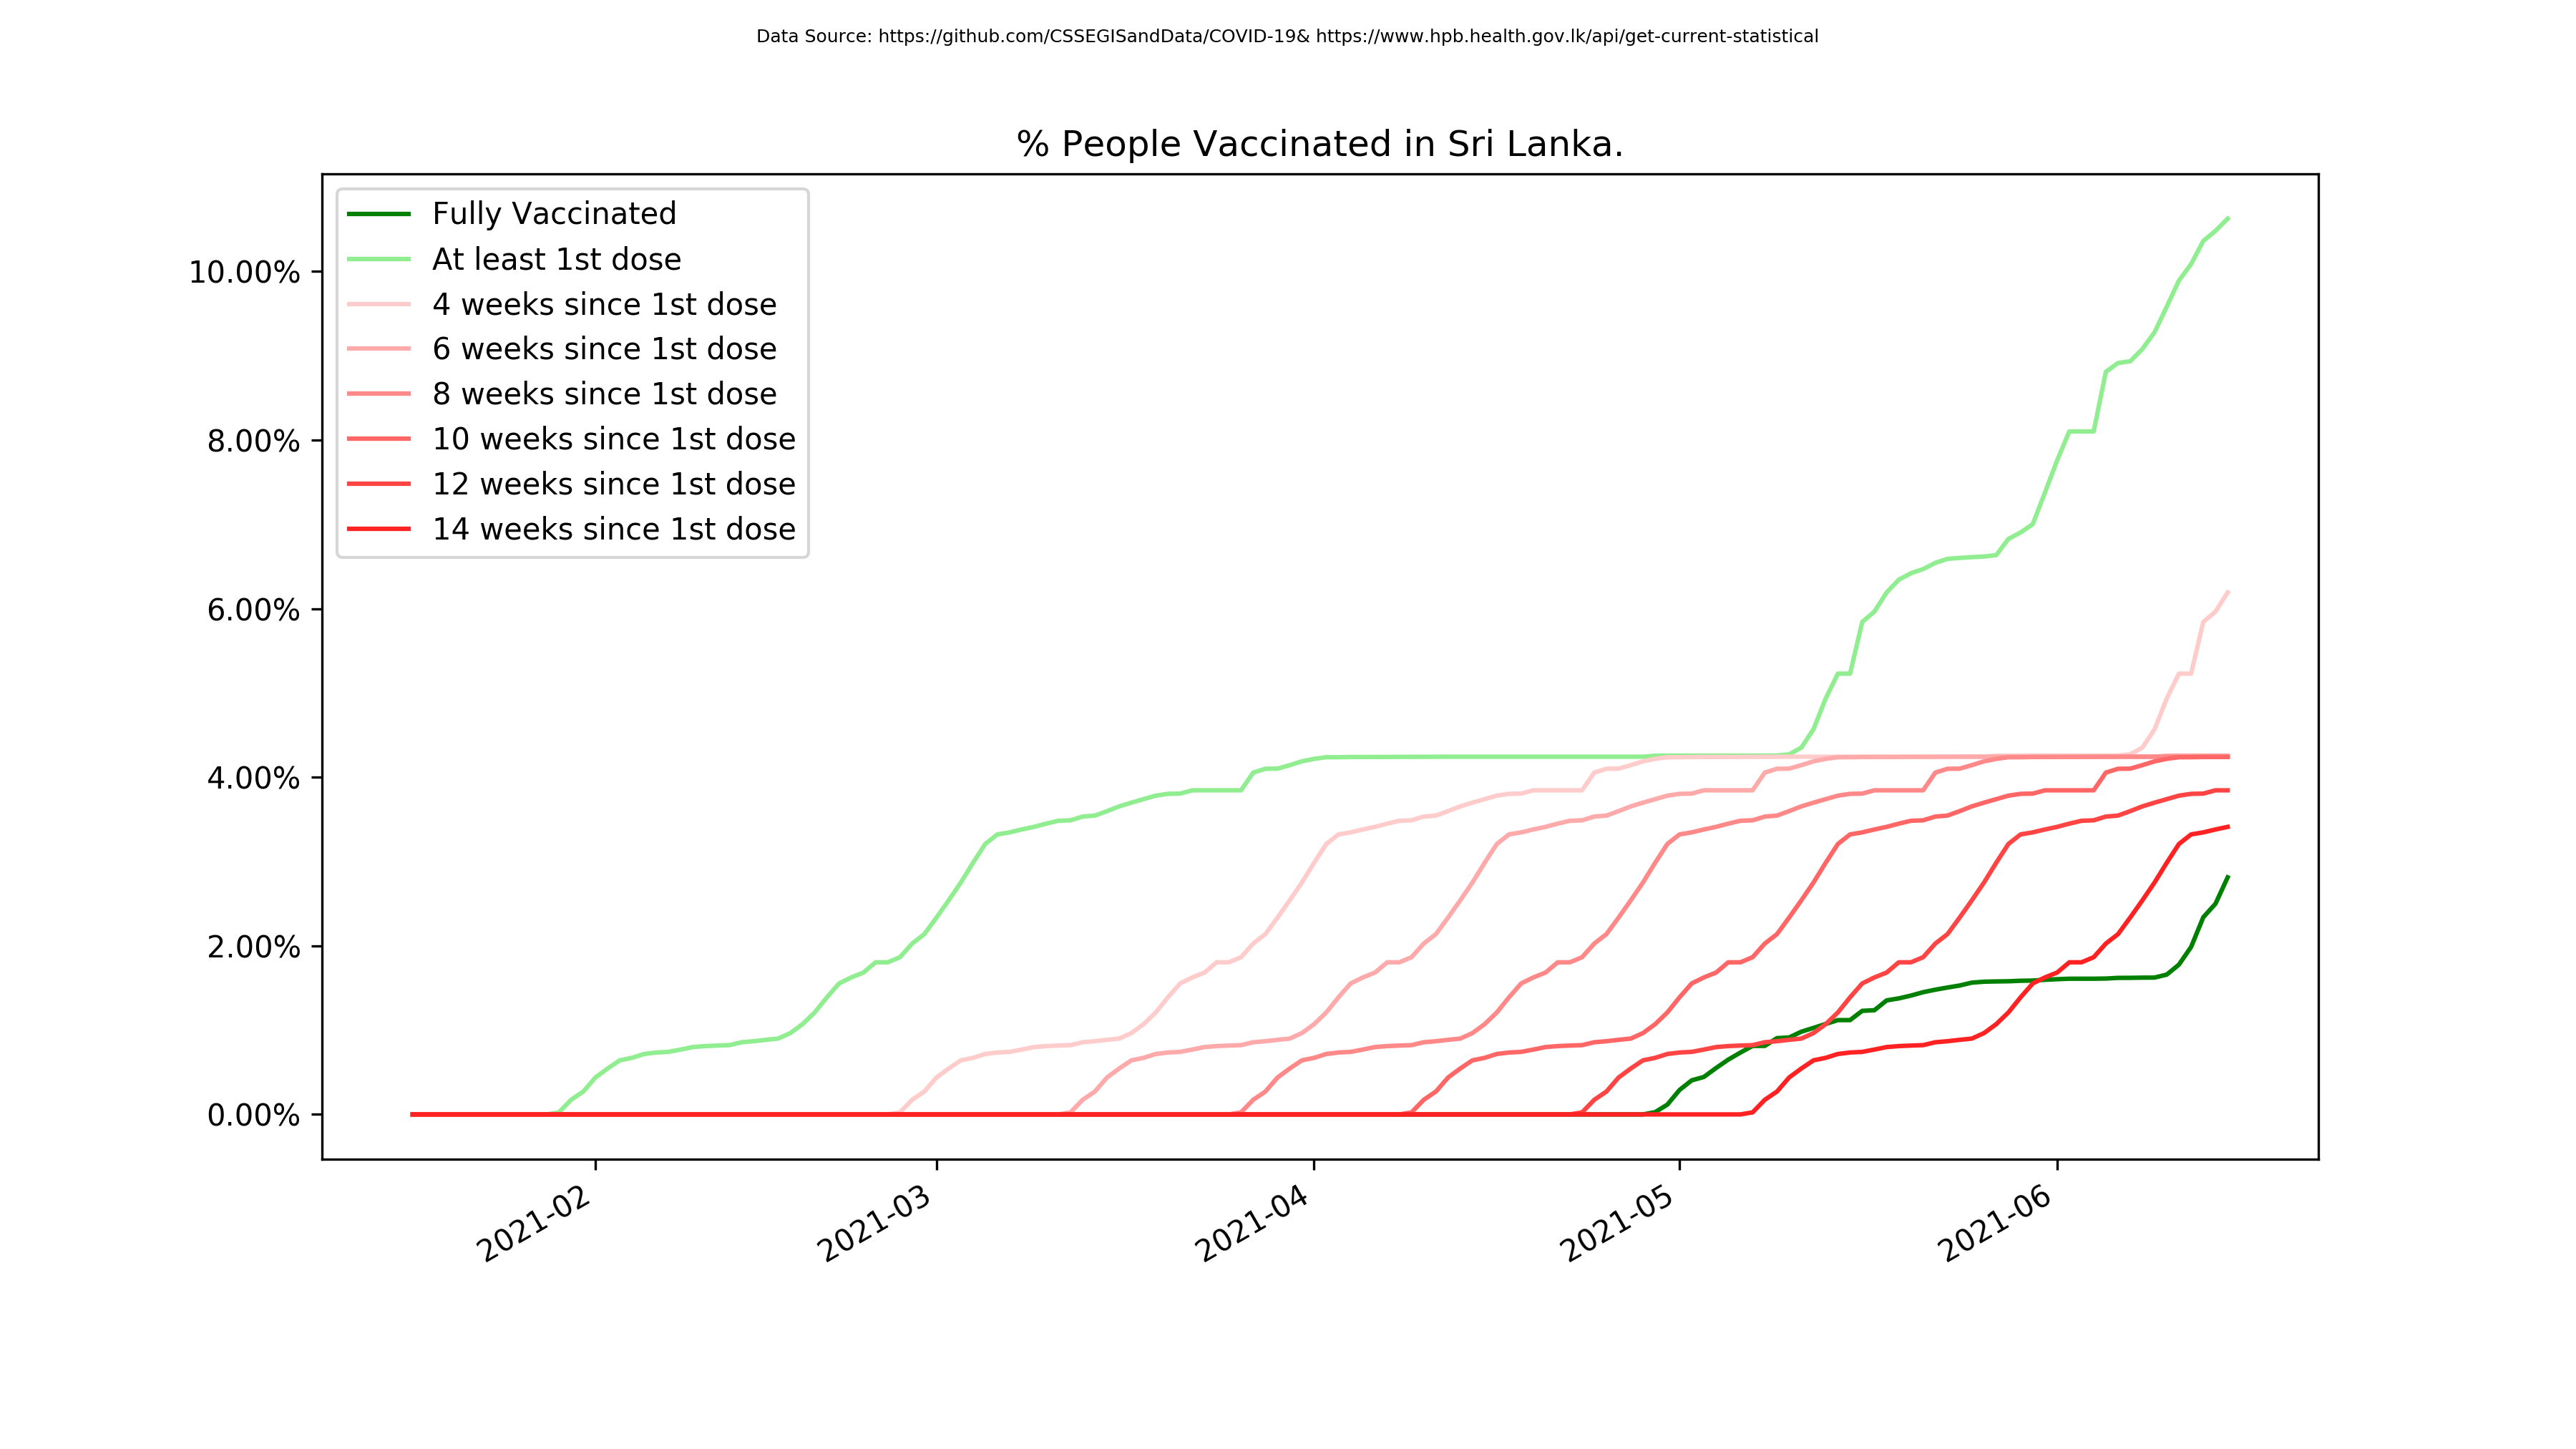 Data Source: https://github.com/CSSEGISandData/COVID-19& https://www.hpb.health.gov.lk/api/get-current-statistical
% People Vaccinated in Sri Lanka.
Fully Vaccinated
At least 1st dose
4 weeks since 1st dose
6 weeks since 1st dose
8 weeks since 1st dose
10 weeks since 1st dose
12 weeks since 1st dose
14 weeks since 1st dose
10.00%
8.00%
6.00%
4.00%
2.00%
0.00%
2021-02
2021-03
2021-04
2021-05
2021-06